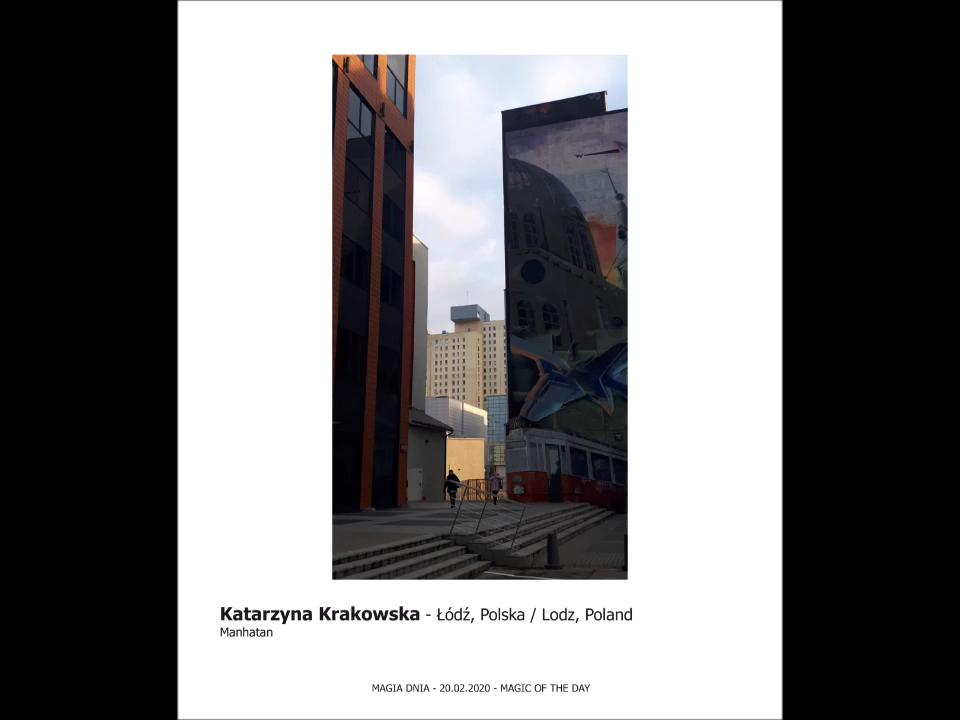 Katarzyna Krakowska - Łódź, Polska / Lodz, Poland
Manhatan
MAGIA DNIA - 20.02.2020 - MAGIC OF THE DAY